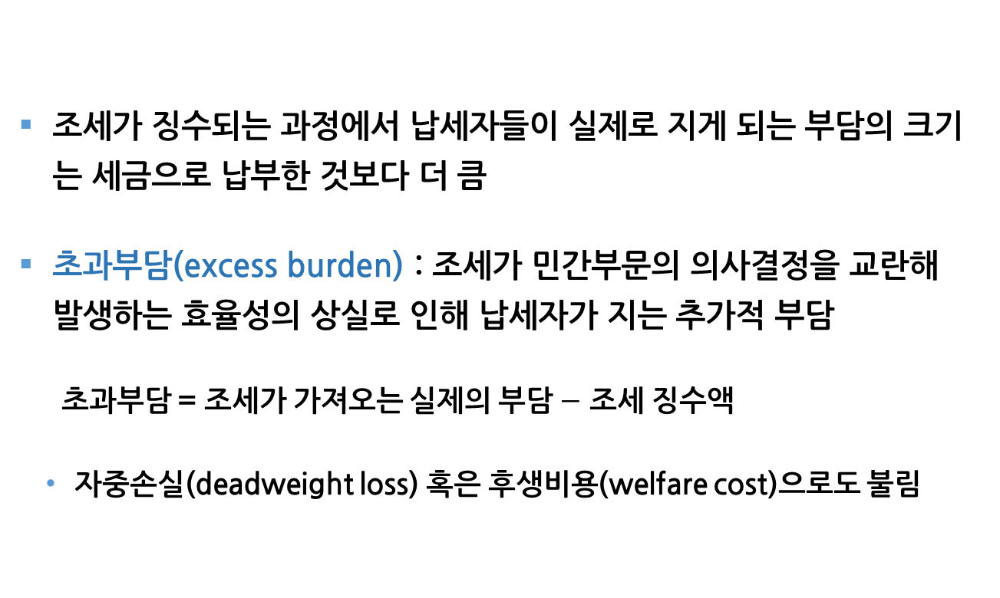 ▪ 조세가 징수되는 과정에서 납세자들이 실제로 지게 되는 부담의 크기
는 세금으로 납부한 것보다 더 큼
▪ 초과부담(excess burden) : 조세가 민간부문의 의사결정을 교란해
발생하는 효율성의 상실로 인해 납세자가 지는 추가적 부담
초과부담 = 조세가 가져오는 실제의 부담 – 조세 징수액
• 자중손실(deadweight loss) 혹은 후생비용(welfare cost)으로도 불림